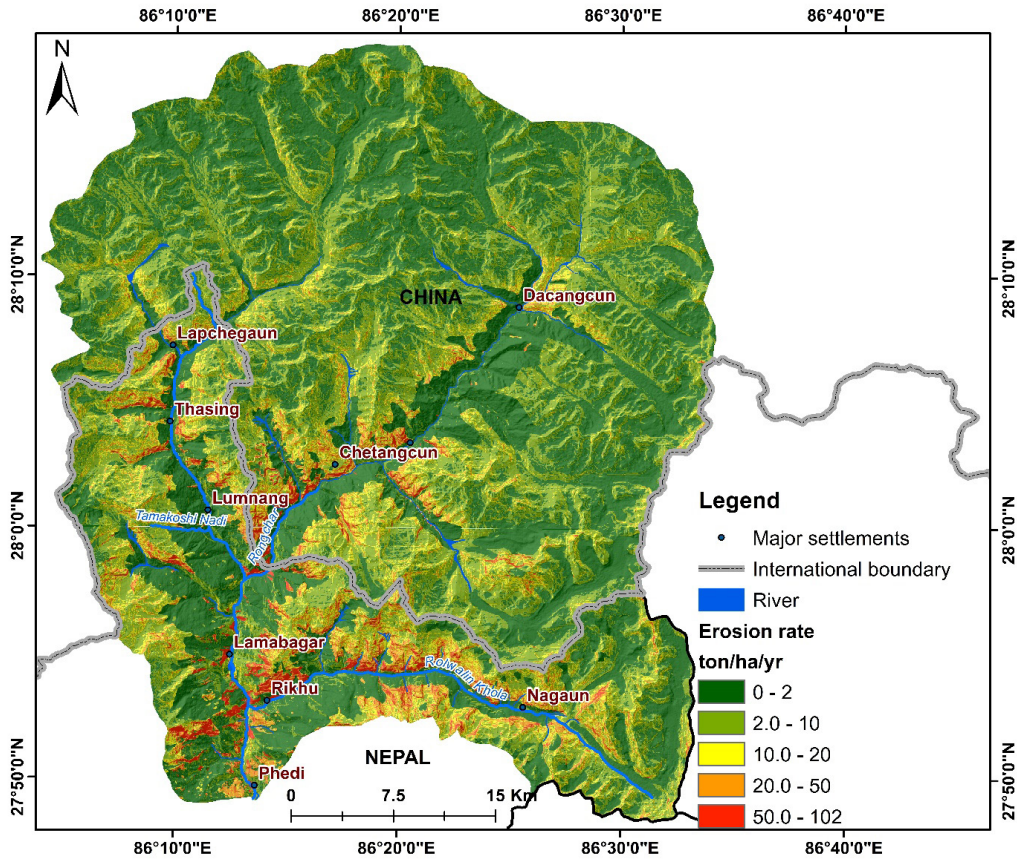 86°10'0"E 86°20'0"E 86°30'0"E 86°40'0"E
N
28°10'0"N
28°10'0"N
CHINA
Dacangcun
Lapchegaun
Thasing
Chetangcun
Lumnang
Tamakoshi Nadi
Rongchar
28°0'0"N
28°0'0"N
Legend
Major settlements
International boundary
River
Erosion rate
ton/ha/yr
0 - 2
2.0 - 10
10.0 - 20
20.0 - 50
50.0 - 102
Lamabagar
Rolwalin Khola
Rikhu
Nagaun
NEPAL
Phedi
27°50'0"N
27°50'0"N
0 7.5 15 Km
86°10'0"E 86°20'0"E 86°30'0"E 86°40'0"E